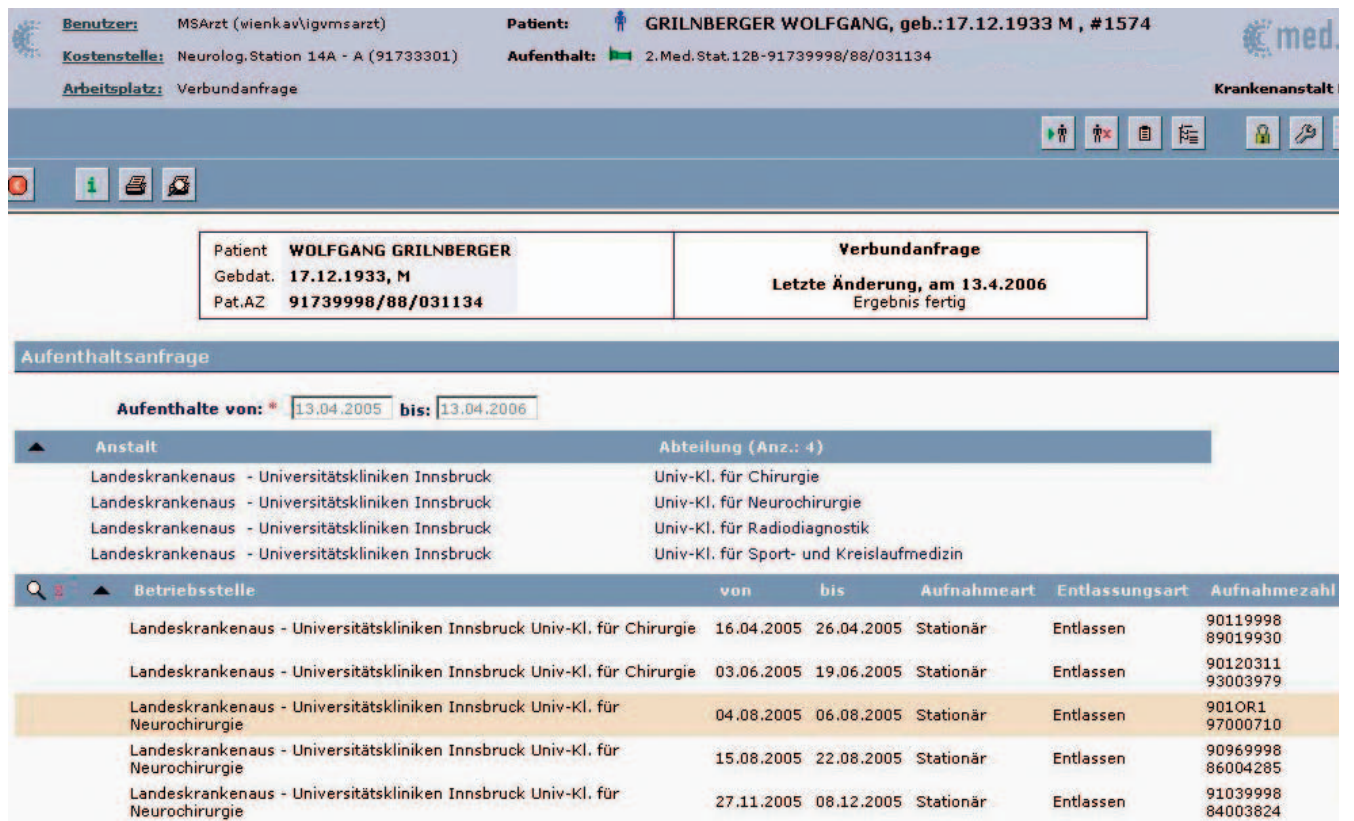 Benutzer: MSArzt (wienkav\igvmsarzt) Patient: GRILNBERGER WOLFGANG, geb.:17.12.1933 M , #1574
med.
Kostenstelle: Neurolog.Station 14A - A (91733301) Aufenthalt: 2.Med.Stat.12B-91739998/88/031134
Arbeitsplatz: Verbundanfrage Krankenanstalt
Patient WOLFGANG GRILNBERGER
Gebdat. 17.12.1933, M
Pat.AZ 91739998/88/031134
Verbundanfrage
Letzte Änderung, am 13.4.2006
Ergebnis fertig
Aufenthaltsanfrage
Aufenthalte von: * 13.04.2005 bis: 13.04.2006
Anstalt Abteilung (Anz.: 4)
Landeskrankenaus - Universitätskliniken Innsbruck Univ-Kl. für Chirurgie
Landeskrankenaus - Universitätskliniken Innsbruck Univ-Kl. für Neurochirurgie
Landeskrankenaus - Universitätskliniken Innsbruck Univ-Kl. für Radiodiagnostik
Landeskrankenaus - Universitätskliniken Innsbruck Univ-Kl. für Sport- und Kreislaufmedizin
Betriebsstelle von bis Aufnahmeart Entlassungsart Aufnahmezahl
Landeskrankenaus - Universitätskliniken Innsbruck Univ-Kl. für Chirurgie 16.04.2005 26.04.2005 Stationär Entlassen 90119998
89019930
Landeskrankenaus - Universitätskliniken Innsbruck Univ-Kl. für Chirurgie 03.06.2005 19.06.2005 Stationär Entlassen 90120311
93003979
Landeskrankenaus - Universitätskliniken Innsbruck Univ-Kl. für
Neurochirurgie 04.08.2005 06.08.2005 Stationär Entlassen 901OR1
97000710
Landeskrankenaus - Universitätskliniken Innsbruck Univ-Kl. für
Neurochirurgie 15.08.2005 22.08.2005 Stationär Entlassen 90969998
86004285
Landeskrankenaus - Universitätskliniken Innsbruck Univ-Kl. für
Neurochirurgie 27.11.2005 08.12.2005 Stationär Entlassen 91039998
84003824